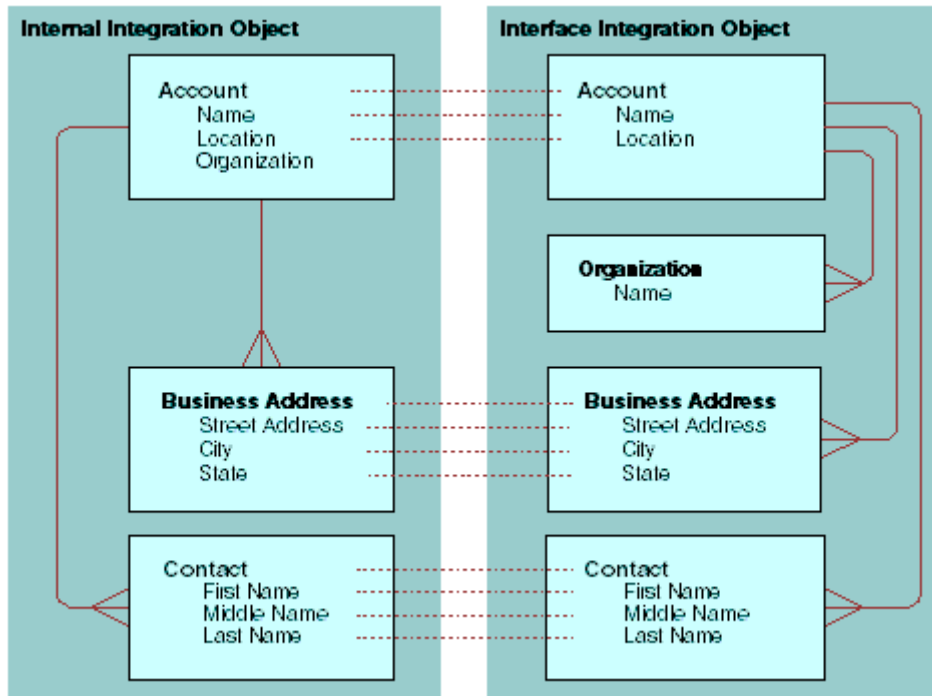 Internal Integration Object
Account
Name
Location
Organization
Business Address
Street Address
City
State
Contact
First Name
Middle Name
Last Name
Interface Integration Object
Account
Name
Location
Organization
Name
Business Address
Street Address
City
State
Contact
First Name
Middle Name
Last Name